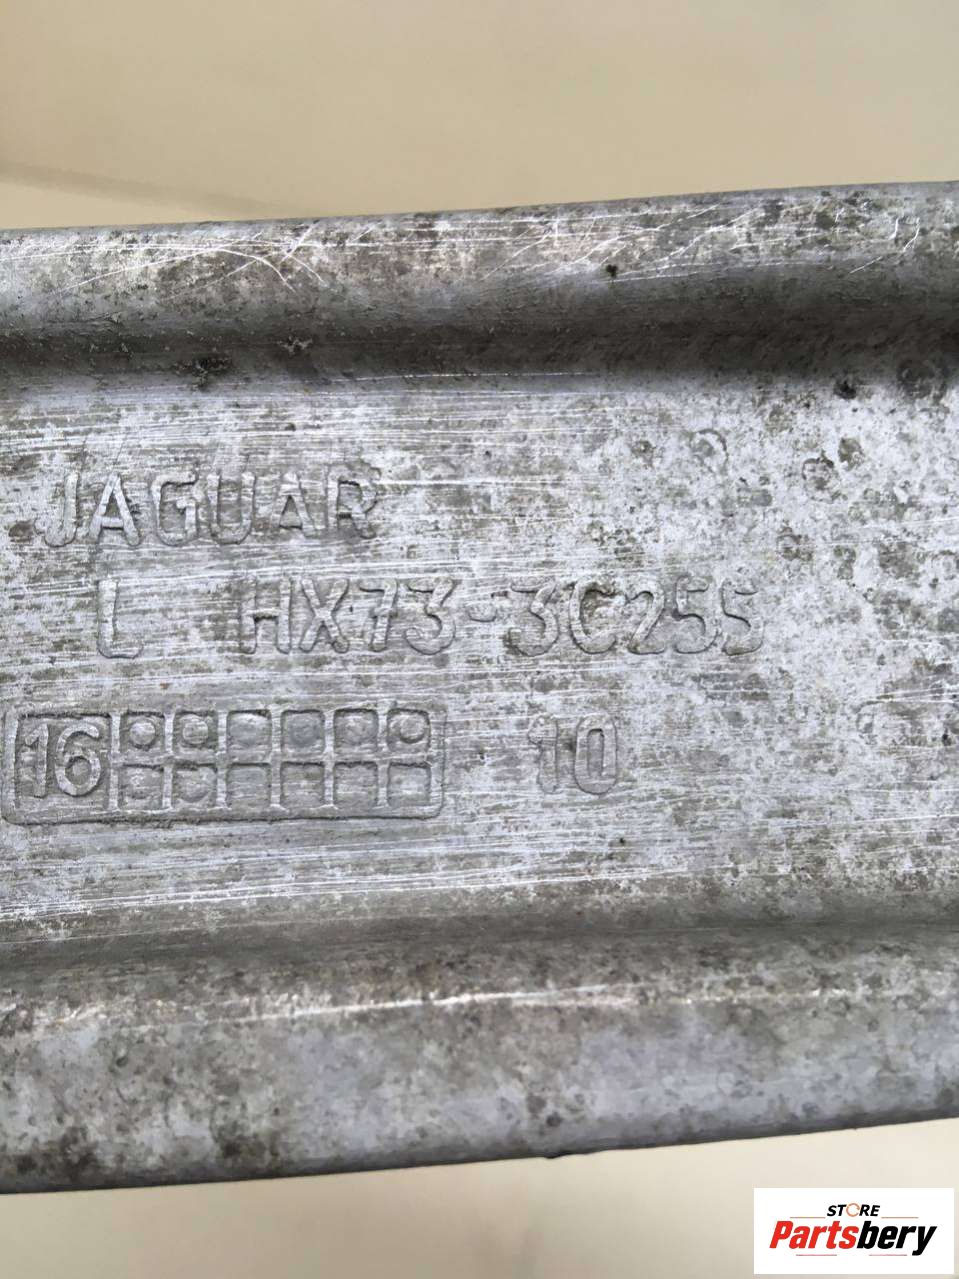 JAGUAR
L HX73-3C255
16 10
STORE
Partsbery